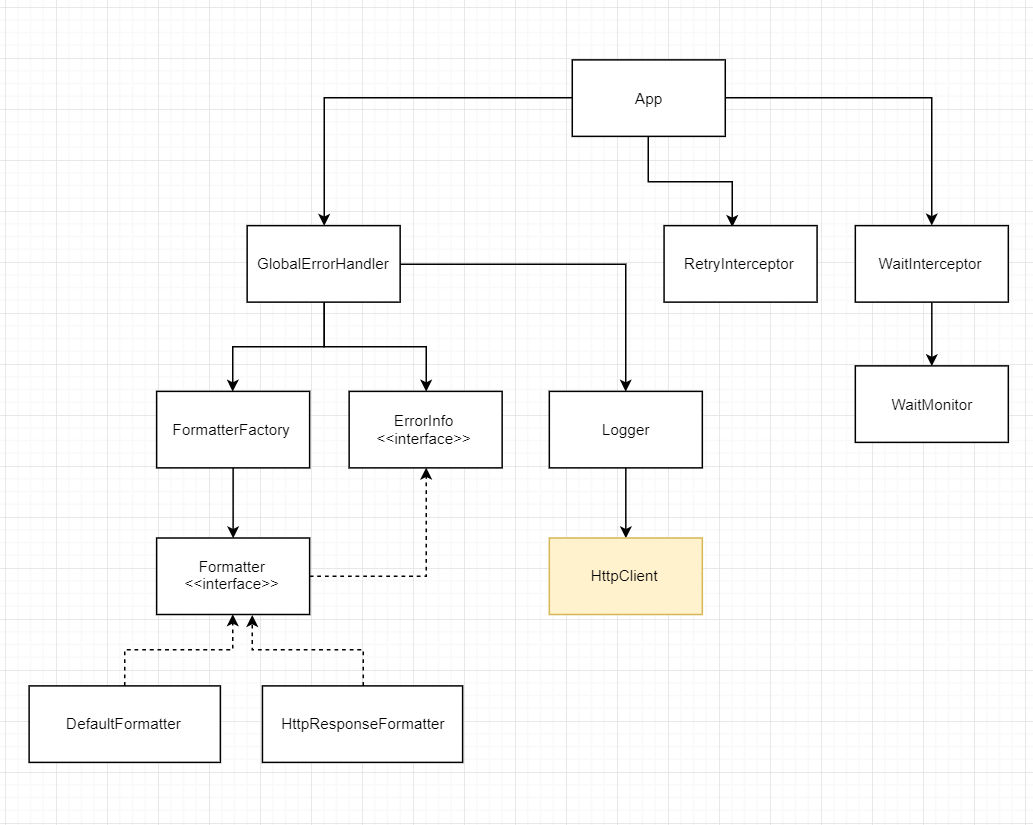 App
GlobalErrorHandler
RetryInterceptor
WaitInterceptor
FormatterFactory
ErrorInfo
<<interface>>
Logger
WaitMonitor
Formatter
<<interface>>
HttpClient
DefaultFormatter
HttpResponseFormatter